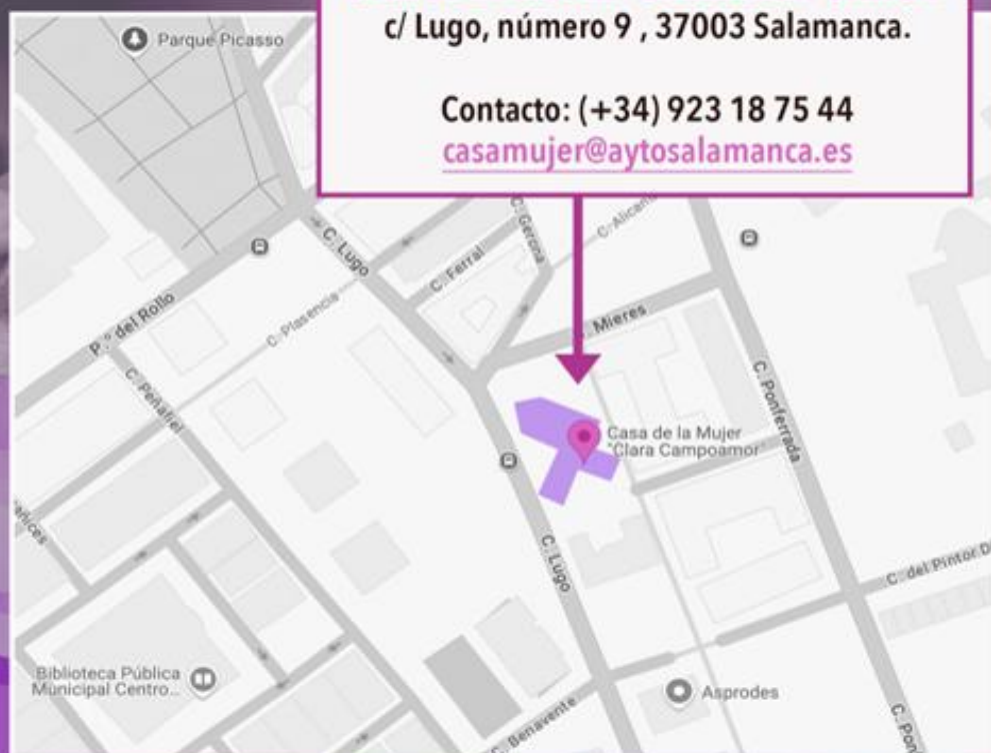 c/ Lugo, número 9 , 37003 Salamanca.
Contacto: (+34) 923 18 75 44
casamujer@aytosalamanca.es
Parque Picasso
C. Lugo
C. Gerona
C. Ferral
Mieres
P.º del Rollo
C. Plasencia
C. Peñafiel
C. Ponferrada
Casa de la Mujer
"Clara Campoamor"
C. Lugo
C. del Pintor
Biblioteca Pública
Municipal Centro...
Asprodes
C. Benavente